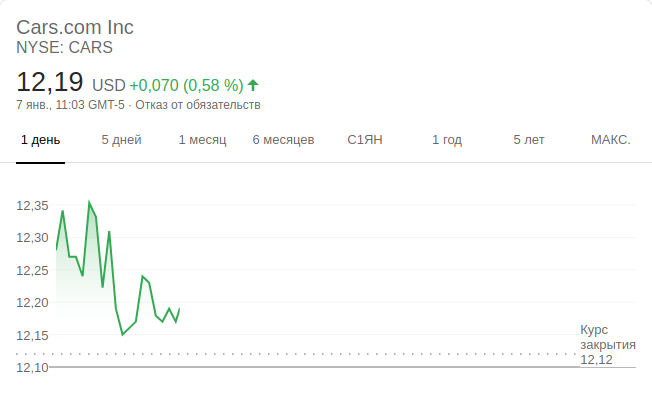 Cars.com Inc
NYSE: CARS
12,19 USD +0,070 (0,58 %)
7 янв., 11:03 GMT-5 · Отказ от обязательств
1 день 5 дней 1 месяц 6 месяцев С1ЯН 1 год 5 лет МАКС.
12,35
12,30
12,25
12,20
12,15
12,10
Курс
закрытия
12,12